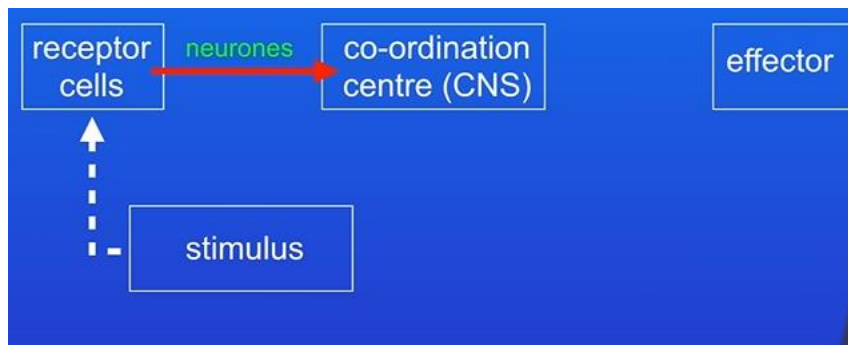 receptor
cells
neurones
co-ordination
centre (CNS)
effector
stimulus